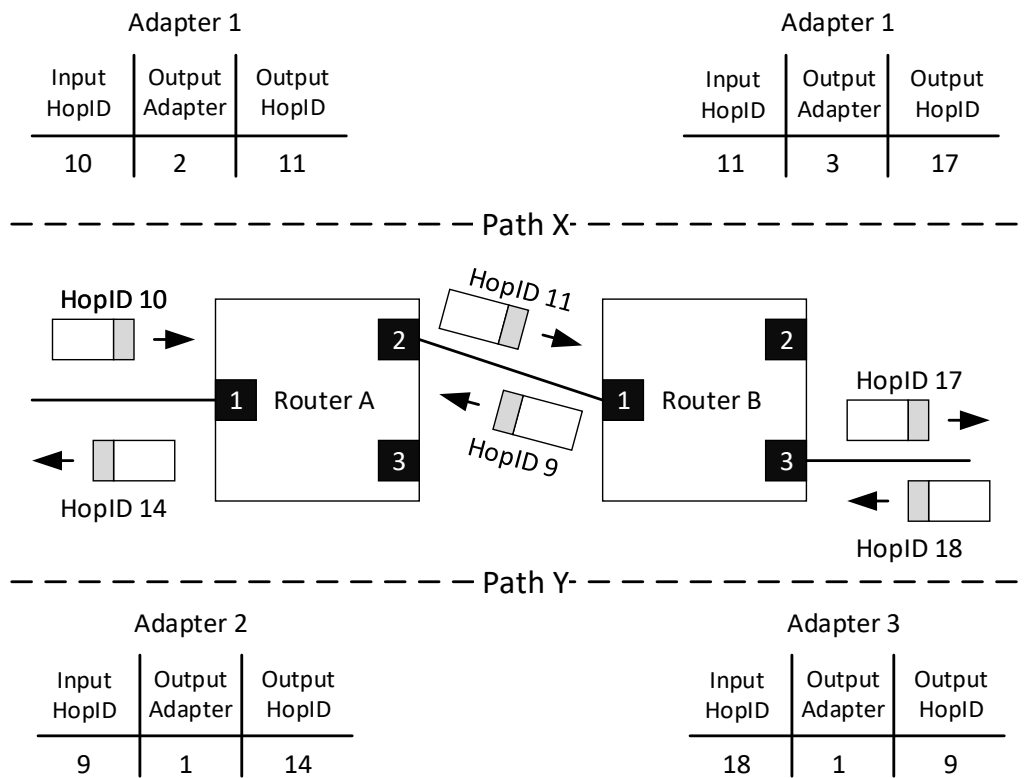 Adapter 1
Input HopID Output Adapter Output HopID
10 2 11
Adapter 1
Input HopID Output Adapter Output HopID
11 3 17
Path X
HopID 10
HopID 11
2
2
1 Router A
1 Router B
HopID 17
3
3
HopID 9
HopID 14
HopID 18
Path Y
Adapter 2
Input HopID Output Adapter Output HopID
9 1 14
Adapter 3
Input HopID Output Adapter Output HopID
18 1 9